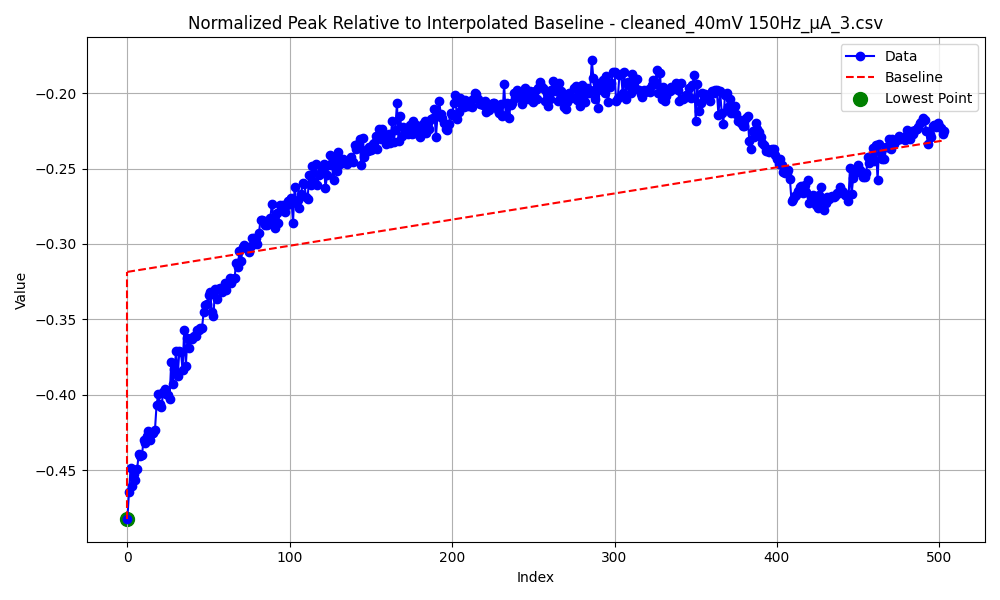 Normalized Peak Relative to Interpolated Baseline - cleaned_40mV 150Hz_μA_3.csv
Data
Baseline
Lowest Point
Value
−0.20
−0.25
−0.30
−0.35
−0.40
−0.45
0
100
200
300
400
500
Index